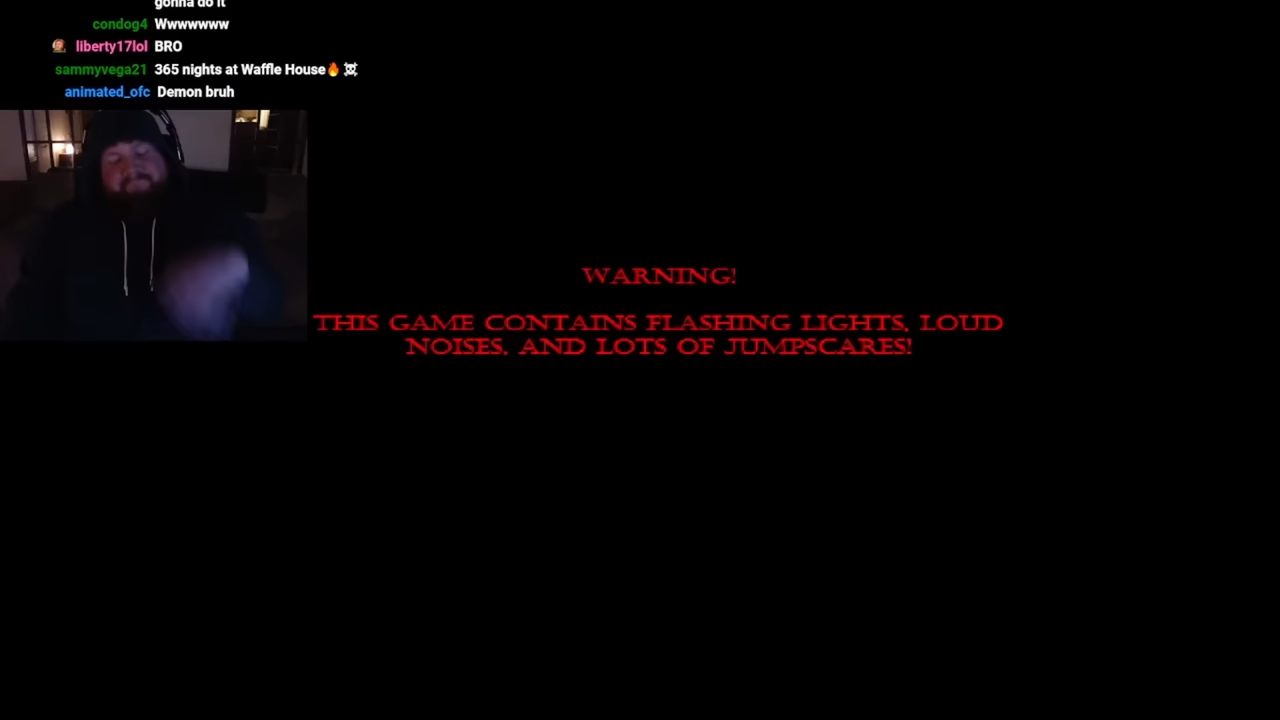 gonna do it
condog4 Wwwwwww
liberty17lol BRO
sammyvega21 365 nights at Waffle House🔥☠️
animated_ofc Demon bruh
WARNING!
THIS GAME CONTAINS FLASHING LIGHTS, LOUD
NOISES, AND LOTS OF JUMPSCARES!